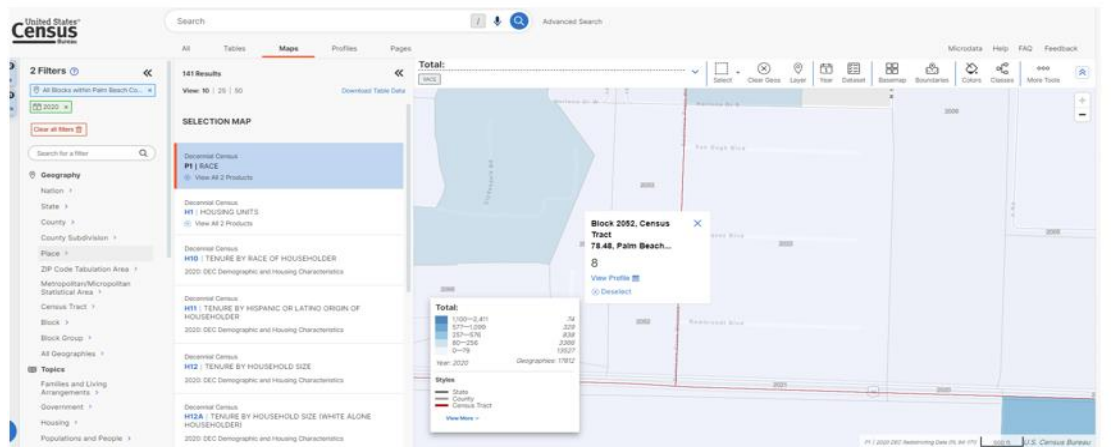 United States®
Census
Bureau
Search
/
Advanced Search
All Tables Maps Profiles Pages
Microdata Help FAQ Feedback
2 Filters
All Blocks within Palm Beach Co... ×
2020 ×
Clear all filters
Search for a filter
Geography
Nation
State
County
County Subdivision
Place
ZIP Code Tabulation Area
Metropolitan/Micropolitan
Statistical Area
Census Tract
Block
Block Group
All Geographies
Topics
Families and Living
Arrangements
Government
Housing
Populations and People
141 Results
View: 10 | 25 | 50 Download Table Data
SELECTION MAP
Decennial Census
P1 | RACE
View All 2 Products
Decennial Census
H1 | HOUSING UNITS
View All 2 Products
Decennial Census
H10 | TENURE BY RACE OF HOUSEHOLDER
2020: DEC Demographic and Housing Characteristics
Decennial Census
H11 | TENURE BY HISPANIC OR LATINO ORIGIN OF
HOUSEHOLDER
2020: DEC Demographic and Housing Characteristics
Decennial Census
H12 | TENURE BY HOUSEHOLD SIZE
2020: DEC Demographic and Housing Characteristics
Decennial Census
H12A | TENURE BY HOUSEHOLD SIZE (WHITE ALONE
HOUSEHOLDER)
2020: DEC Demographic and Housing Characteristics
Total:
RACE
Select Clear Geos Layer Year Dataset Basemap Boundaries Colors Classes More Tools
+
−
Block 2052, Census
Tract
78.48, Palm Beach...
8
View Profile
Deselect
Total:
1,100—2,411 74
577—1,099 329
257—576
80—256
0—79 13527
Year: 2020 Geographies: 17812
Styles
State
County
Census Tract
View More
2021
500 ft
U.S. Census Bureau